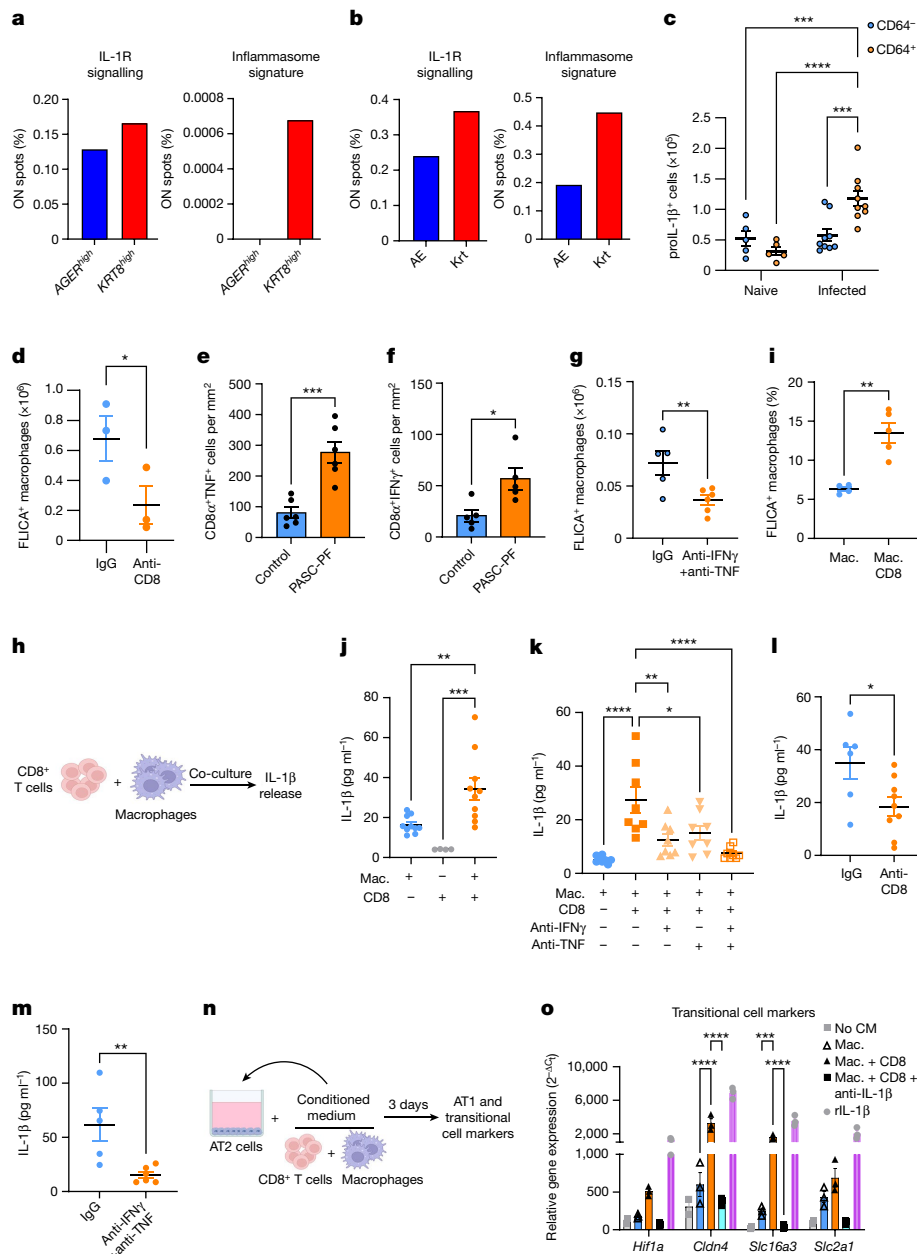 a
IL-1R
signalling
Inflammasome
signature
ON spots (%)
0.20
0.15
0.10
0.05
0
AGERhigh
KRT8high
ON spots (%)
0.0008
0.0006
0.0004
0.0002
0
AGERhigh
KRT8high
b
IL-1R
signalling
Inflammasome
signature
ON spots (%)
0.4
0.3
0.2
0.1
0
AE
Krt
ON spots (%)
0.5
0.4
0.3
0.2
0.1
0
AE
Krt
c
CD64−
CD64+
***
****
***
proIL-1β+ cells (×10⁵)
2.5
2.0
1.5
1.0
0.5
0
Naive
Infected
d
*
FLICA+ macrophages (×10⁶)
1.0
0.8
0.6
0.4
0.2
0
IgG
Anti-
CD8
e
***
CD8α+TNF+ cells per mm2
500
400
300
200
100
0
Control
PASC-PF
f
*
CD8α+IFNγ+ cells per mm2
150
100
50
0
Control
PASC-PF
g
**
FLICA+ macrophages (×10⁶)
0.15
0.10
0.05
0
IgG
Anti-IFNγ
+anti-TNF
i
**
FLICA+ macrophages (%)
20
15
10
5
0
Mac.
Mac.
CD8
h
CD8+
T cells
+
Macrophages
Co-culture
IL-1β
release
j
**
***
IL-1β (pg ml−1)
80
60
40
20
0
Mac. + − +
CD8 − + +
k
****
**
****
*
IL-1β (pg ml−1)
60
40
20
0
Mac. + + + + +
CD8 − + + + +
Anti-IFNγ − − + − +
Anti-TNF − − − + +
l
*
IL-1β (pg ml−1)
60
40
20
0
IgG
Anti-
CD8
m
**
IL-1β (pg ml−1)
150
100
50
0
IgG
Anti-IFNγ
+anti-TNF
n
AT2 cells
+
Conditioned
medium
CD8+ T cells
+
Macrophages
3 days
AT1 and
transitional
cell markers
o
Transitional cell markers
No CM
Mac.
Mac. + CD8
Mac. + CD8 +
anti-IL-1β
rIL-1β
****
***
****
****
Relative gene expression (2−ΔCt)
10,000
6,000
2,000
1,000
500
0
Hif1a
Cldn4
Slc16a3
Slc2a1